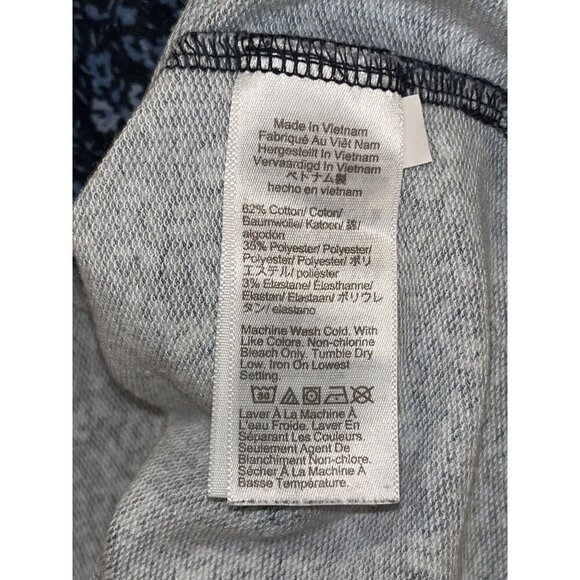 Made in Vietnam
Fabriqué Au Việt Nam
Hergestellt In Vietnam
Vervaardigd In Vietnam
ベトナム製
hecho en vietnam
62% Cotton/ Coton/
Baumwolle/ Katoen/ 綿/
algodón
35% Polyester/ Polyester/
Polyester/ Polyester/ ポリ
エステル/ poliéster
3% Elastane/ Élasthanne/
Elastan/ Elastaan/ ポリウレ
タン/ elastano
Machine Wash Cold. With
Like Colors. Non-chlorine
Bleach Only. Tumble Dry
Low. Iron On Lowest
Setting.
30
Laver À La Machine À
L'eau Froide. Laver En
Séparant Les Couleurs.
Seulement Agent De
Blanchiment Non-chlore.
Sécher À La Machine À
Basse Température.